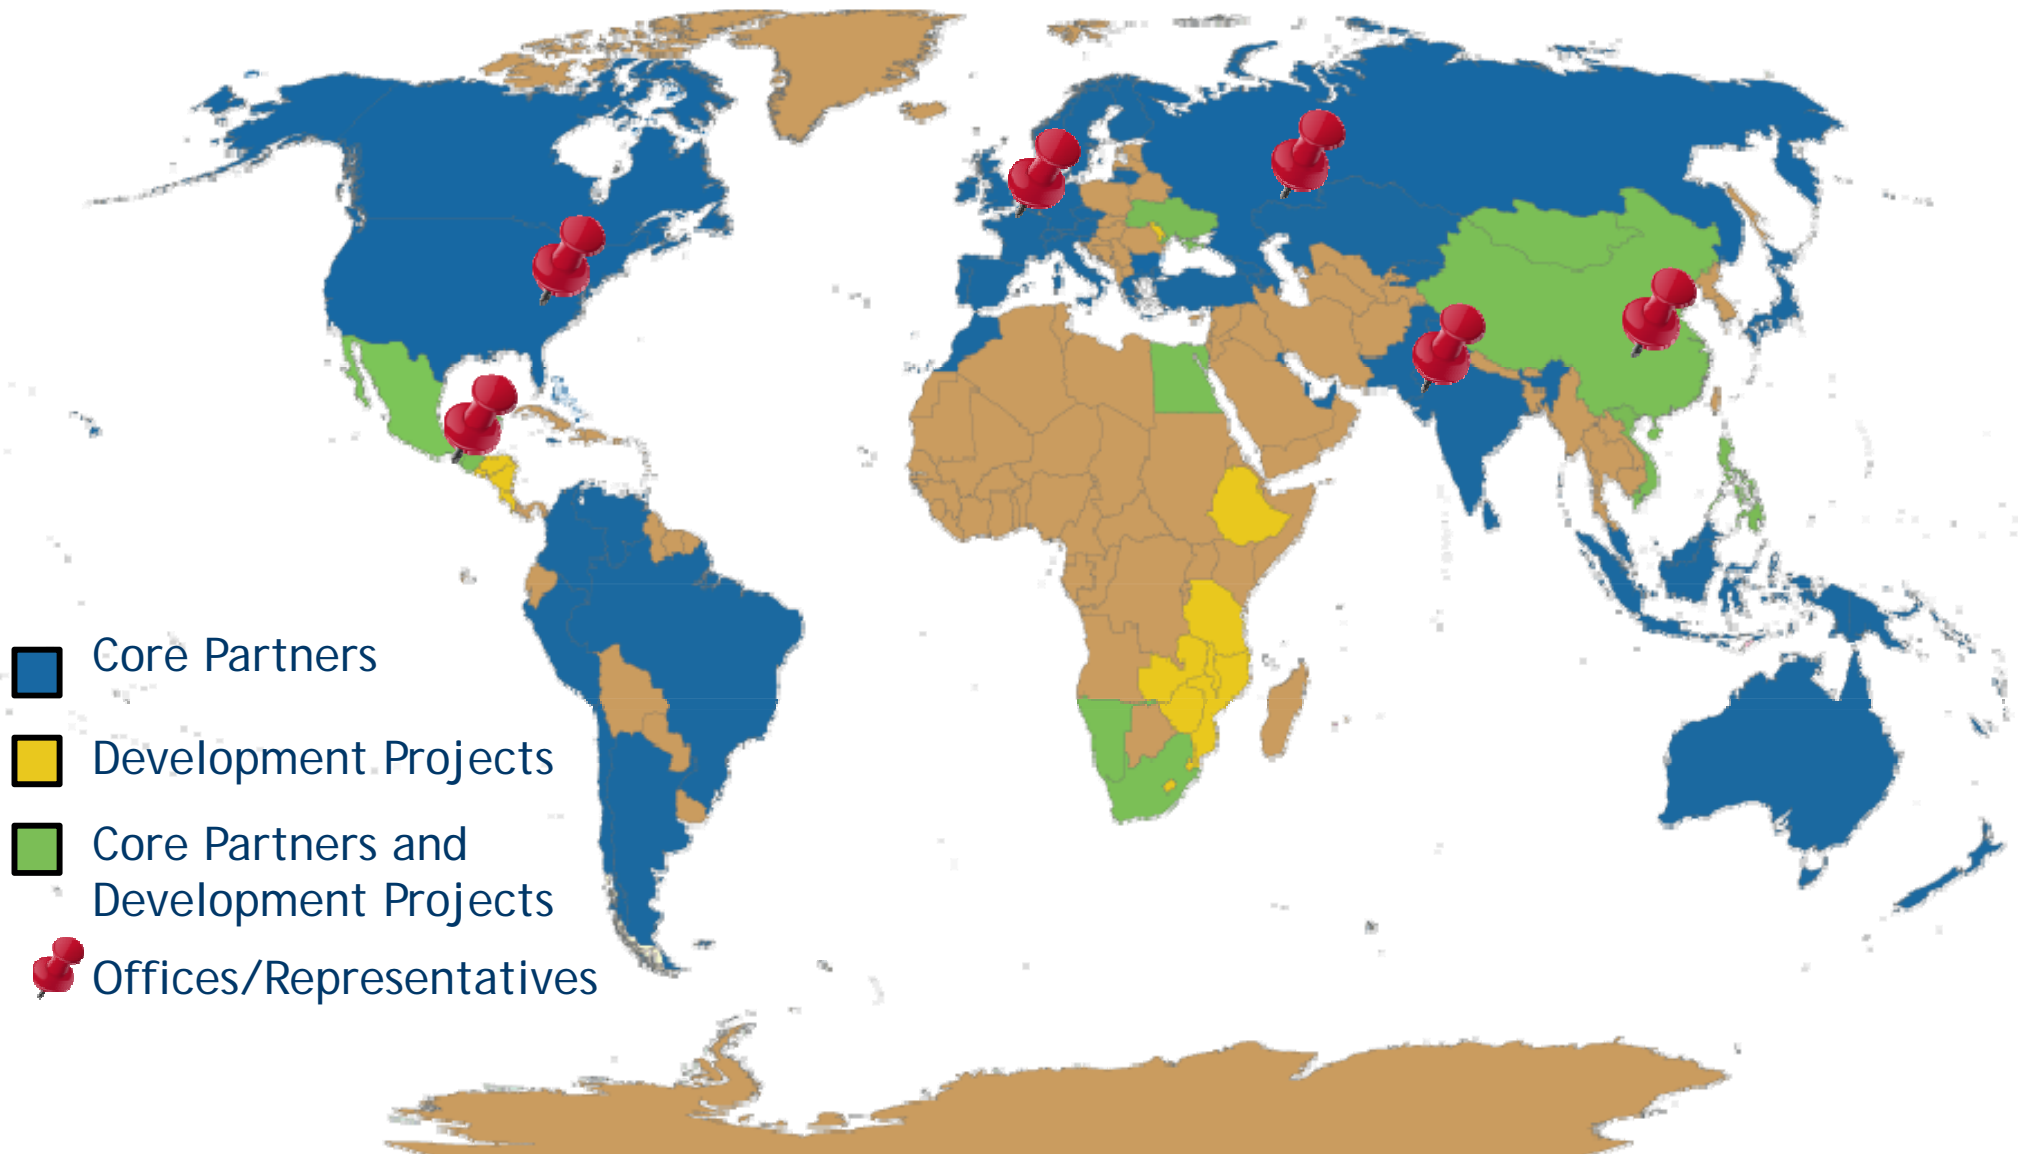 Core Partners
Development Projects
Core Partners and
Development Projects
Offices/Representatives